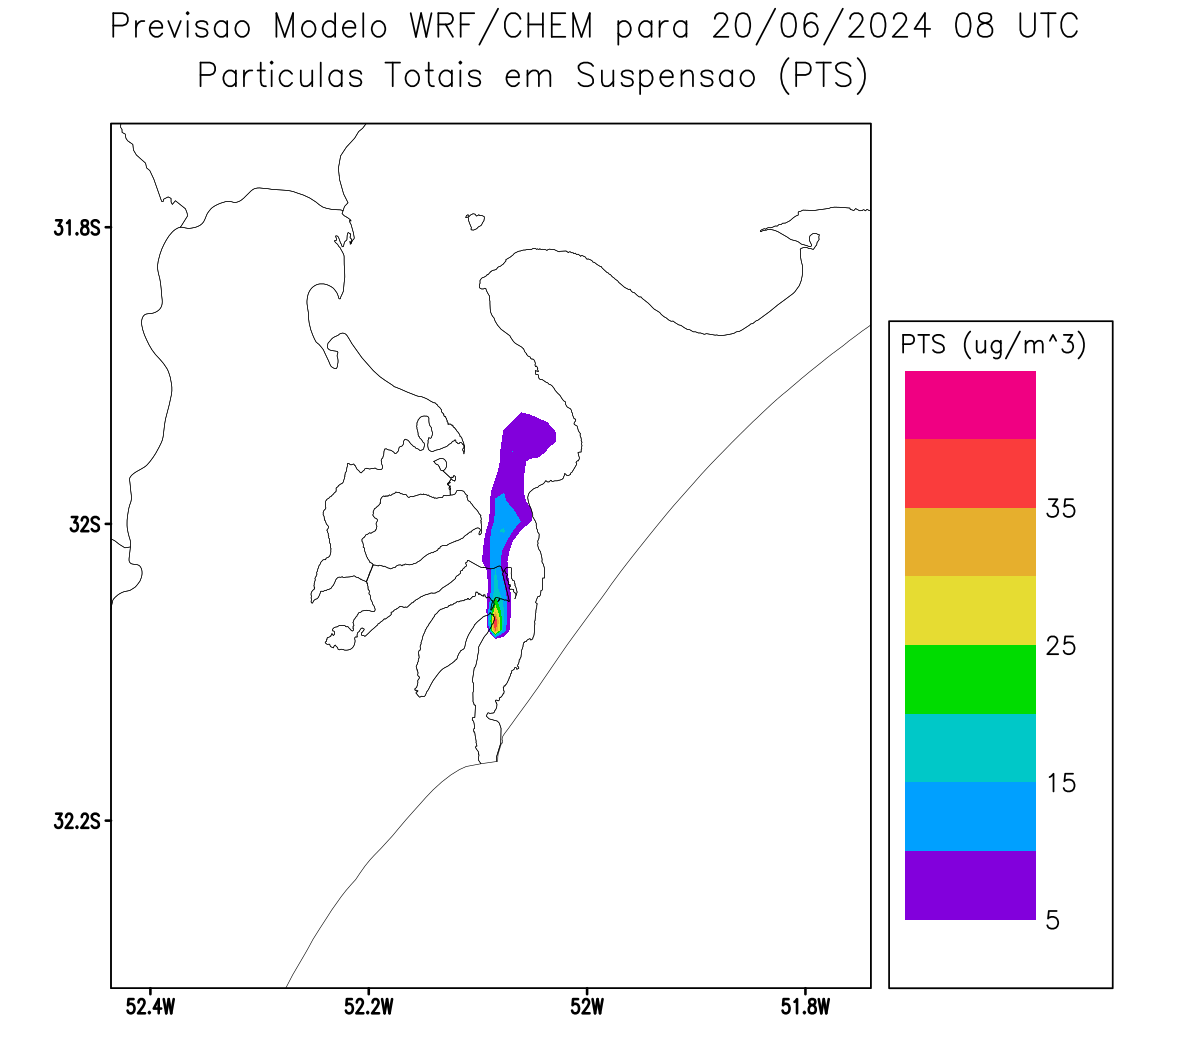 Previsao Modelo WRF/CHEM para 20/06/2024 08 UTC
Particulas Totais em Suspensao (PTS)
31.8S
32S
32.2S
52.4W
52.2W
52W
51.8W
PTS (ug/m^3)
35
25
15
5